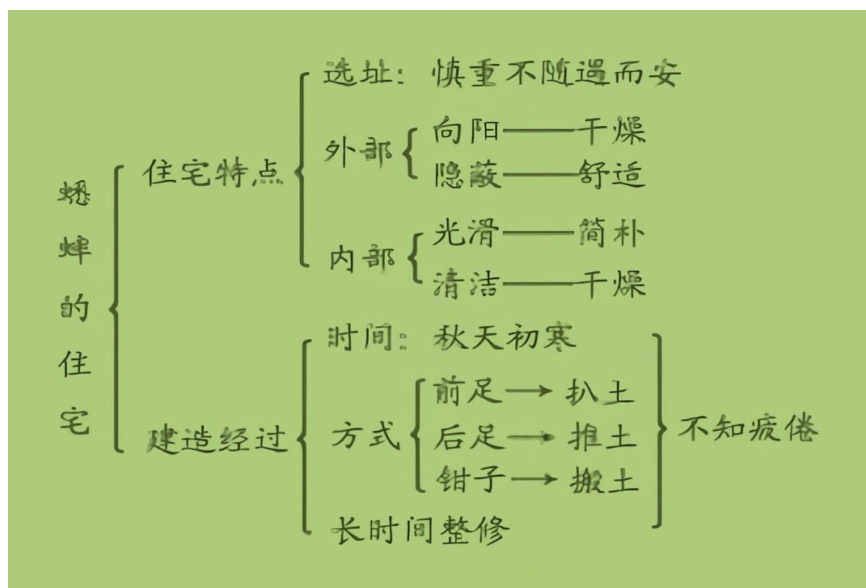 蟋蟀的住宅
住宅特点
选址：慎重不随遇而安
外部
向阳——干燥
隐蔽——舒适
内部
光滑——简朴
清洁——干燥
建造经过
时间：秋天初寒
方式
前足→扒土
后足→推土
钳子→搬土
长时间整修
不知疲倦